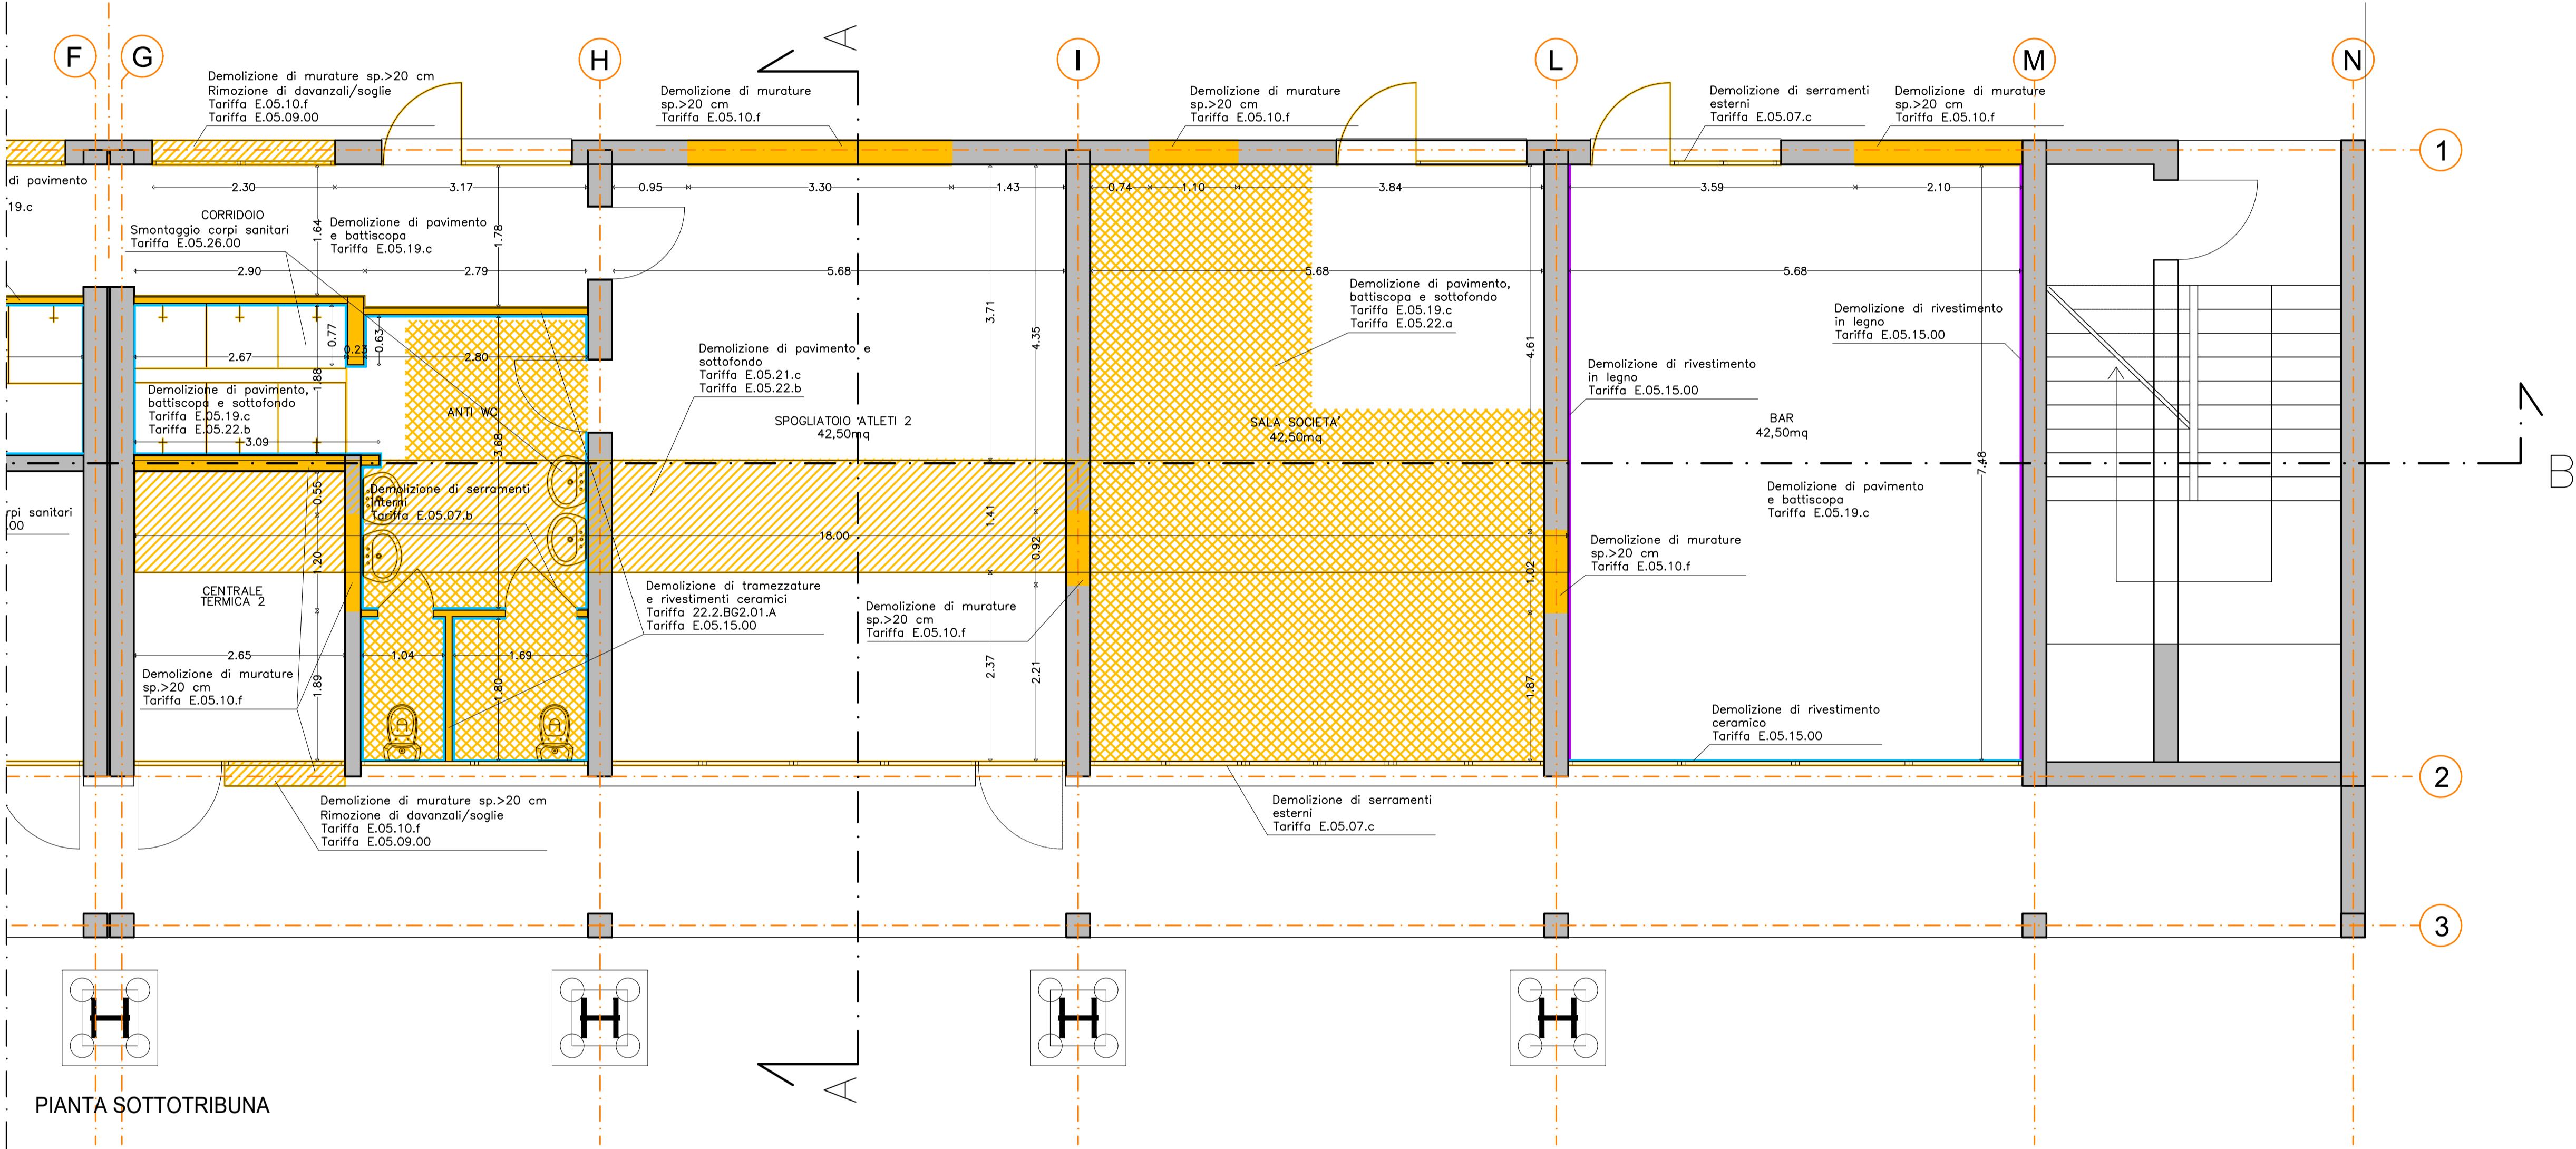 F
G
H
I
L
M
N
A
Demolizione di murature sp.>20 cm
Rimozione di davanzali/soglie
Tariffa E.05.10.f
Tariffa E.05.09.00
Demolizione di murature
sp.>20 cm
Tariffa E.05.10.f
Demolizione di murature
sp.>20 cm
Tariffa E.05.10.f
Demolizione di serramenti
esterni
Tariffa E.05.07.c
Demolizione di murature
sp.>20 cm
Tariffa E.05.10.f
1
di pavimento
19.c
2.30
3.17
0.95
3.30
1.43
0.74
1.10
3.84
3.59
2.10
CORRIDOIO
Smontaggio corpi sanitari
Tariffa E.05.26.00
1.64
Demolizione di pavimento
e battiscopa
Tariffa E.05.19.c
1.78
2.90
2.79
5.68
5.68
5.68
3.71
4.35
4.61
Demolizione di pavimento,
battiscopa e sottofondo
Tariffa E.05.19.c
Tariffa E.05.22.a
Demolizione di rivestimento
in legno
Tariffa E.05.15.00
0.77
0.23
0.63
2.67
2.80
1.88
Demolizione di pavimento e
sottofondo
Tariffa E.05.21.c
Tariffa E.05.22.b
Demolizione di rivestimento
in legno
Tariffa E.05.15.00
Demolizione di pavimento,
battiscopa e sottofondo
Tariffa E.05.19.c
Tariffa E.05.22.b
3.09
ANTI WC
3.68
SPOGLIATOIO ATLETI 2
42,50mq
SALA SOCIETA'
42,50mq
BAR
42,50mq
7.48
B
rpi sanitari
.00
0.55
Demolizione di serramenti
interni
Tariffa E.05.07.b
1.41
Demolizione di pavimento
e battiscopa
Tariffa E.05.19.c
18.00
1.20
0.92
1.02
Demolizione di murature
sp.>20 cm
Tariffa E.05.10.f
CENTRALE
TERMICA 2
Demolizione di tramezzature
e rivestimenti ceramici
Tariffa 22.2.BG2.01.A
Tariffa E.05.15.00
Demolizione di murature
sp.>20 cm
Tariffa E.05.10.f
2.65
1.04
1.69
1.89
1.80
2.37
2.21
1.87
Demolizione di murature
sp.>20 cm
Tariffa E.05.10.f
Demolizione di rivestimento
ceramico
Tariffa E.05.15.00
2
Demolizione di murature sp.>20 cm
Rimozione di davanzali/soglie
Tariffa E.05.10.f
Tariffa E.05.09.00
Demolizione di serramenti
esterni
Tariffa E.05.07.c
3
A
PIANTA SOTTOTRIBUNA